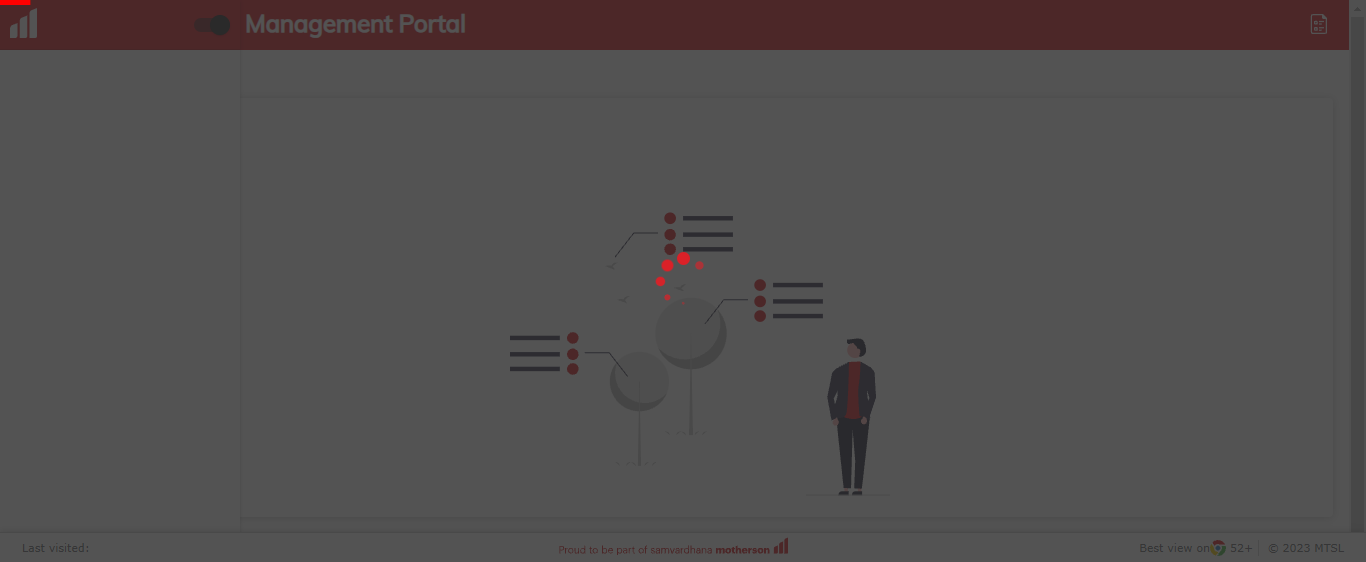 Management Portal
Last visited:
Proud to be part of samvardhana motherson
Best view on 52+
© 2023 MTSL